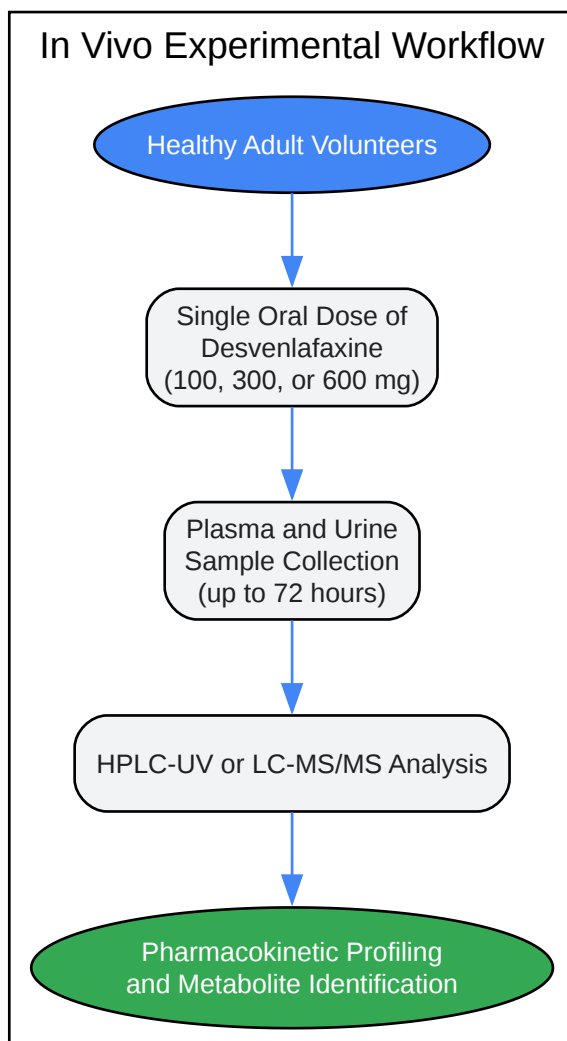 In Vivo Experimental Workflow
Healthy Adult Volunteers
Single Oral Dose of
Desvenlafaxine
(100, 300, or 600 mg)
Plasma and Urine
Sample Collection
(up to 72 hours)
HPLC-UV or LC-MS/MS Analysis
Pharmacokinetic Profiling
and Metabolite Identification